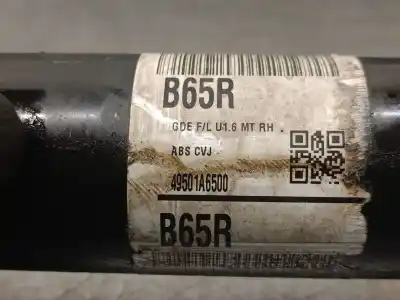 B65R
GDE F/L U1.6 MT RH
ABS CVJ
49501A6500
B65R